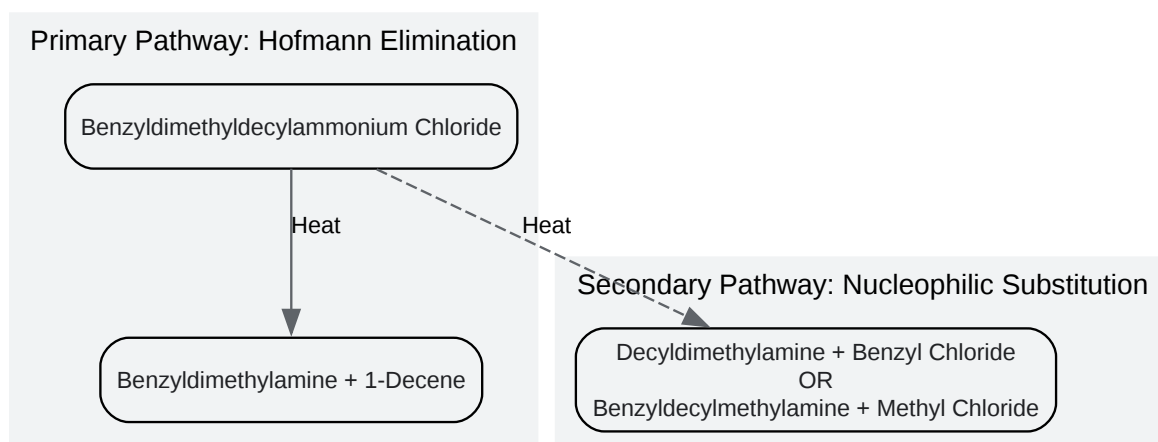 Primary Pathway: Hofmann Elimination
Benzyldimethyldecylammonium Chloride
Heat
Heat
Secondary Pathway: Nucleophilic Substitution
Benzyldimethylamine + 1-Decene
Decyldimethylamine + Benzyl Chloride
OR
Benzyldecylmethylamine + Methyl Chloride